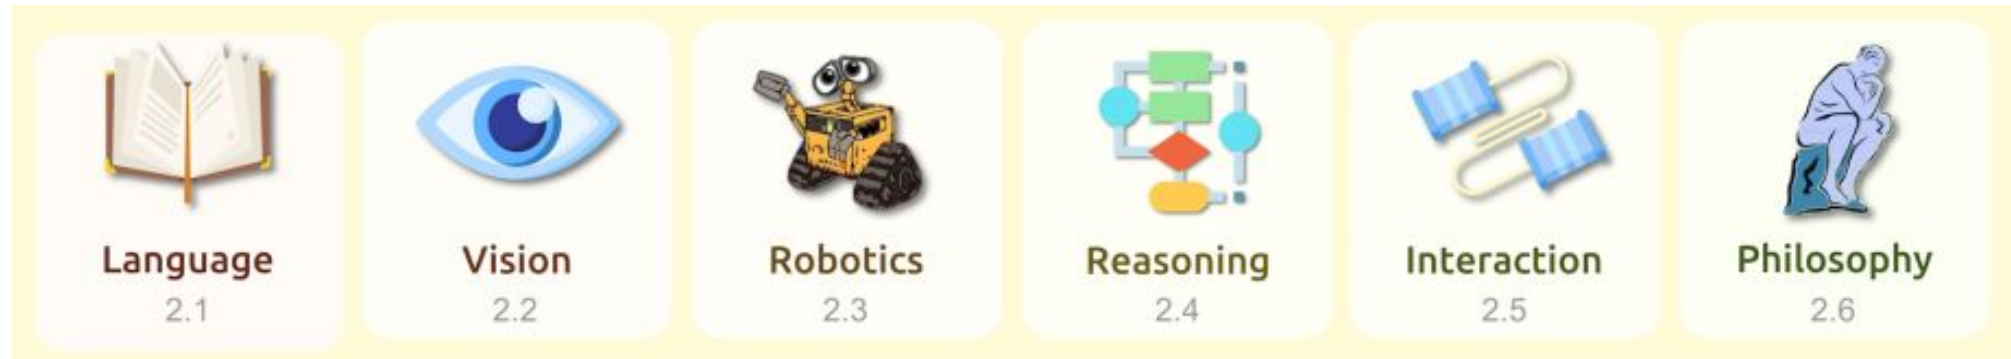 Language
2.1
Vision
2.2
Robotics
2.3
Reasoning
2.4
Interaction
2.5
Philosophy
2.6